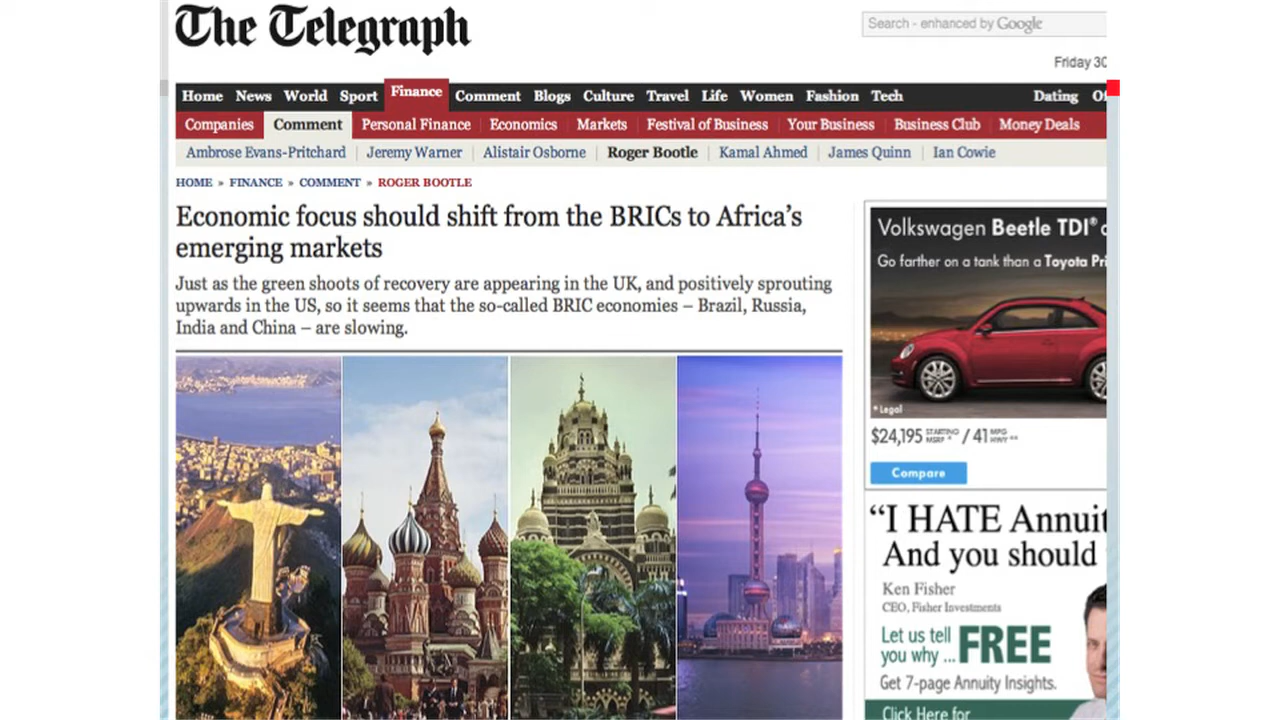 The Telegraph
Search - enhanced by Google
Friday 30
Home News World Sport Finance Comment Blogs Culture Travel Life Women Fashion Tech Dating
Companies Comment Personal Finance Economics Markets Festival of Business Your Business Business Club Money Deals
Ambrose Evans-Pritchard Jeremy Warner Alistair Osborne Roger Bootle Kamal Ahmed James Quinn Ian Cowie
HOME » FINANCE » COMMENT » ROGER BOOTLE
Economic focus should shift from the BRICs to Africa's
emerging markets
Just as the green shoots of recovery are appearing in the UK, and positively sprouting
upwards in the US, so it seems that the so-called BRIC economies – Brazil, Russia,
India and China – are slowing.
Volkswagen Beetle TDI®
Go farther on a tank than a Toyota
* Legal
$24,195 STARTING MSRP * / 41 MPG HWY **
Compare
“I HATE
And you should
Ken Fisher
CEO, Fisher Investments
Let us tell
you why ... FREE
Get 7-page Annuity Insights.
Click Here for